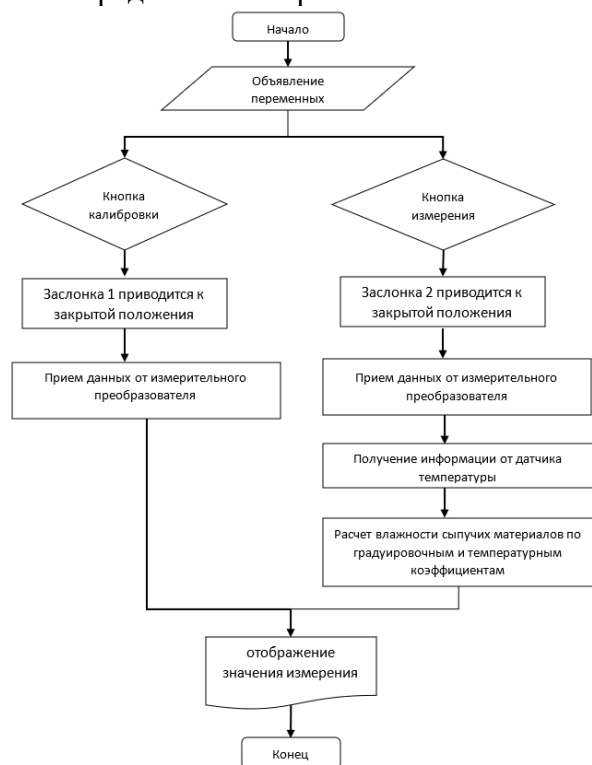 Начало
Объявление
переменных
Кнопка
калибровки
Кнопка
измерения
Заслонка 1 приводится к
закрытой положения
Заслонка 2 приводится к
закрытой положения
Прием данных от измерительного
преобразователя
Прием данных от измерительного
преобразователя
Получение информации от датчика
температуры
Расчет влажности сыпучих материалов по
градуировочным и температурным
коэффициентам
отображение
значения измерения
Конец